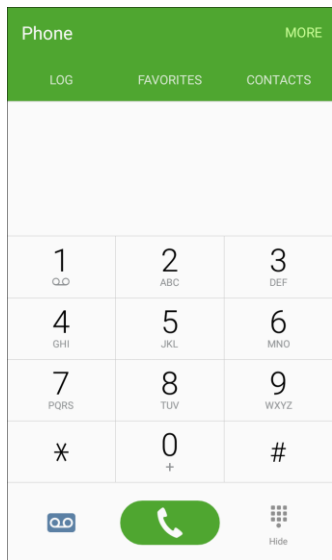 Phone MORE
LOG FAVORITES CONTACTS
1 2 3
ABC DEF
4 5 6
GHI JKL MNO
7 8 9
PQRS TUV WXYZ
* 0 #
+
Hide